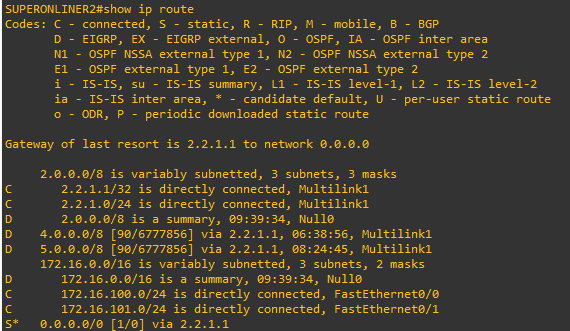 SUPERONLINER2#show ip route
Codes: C - connected, S - static, R - RIP, M - mobile, B - BGP
       D - EIGRP, EX - EIGRP external, O - OSPF, IA - OSPF inter area
       N1 - OSPF NSSA external type 1, N2 - OSPF NSSA external type 2
       E1 - OSPF external type 1, E2 - OSPF external type 2
       i - IS-IS, su - IS-IS summary, L1 - IS-IS level-1, L2 - IS-IS level-2
       ia - IS-IS inter area, * - candidate default, U - per-user static route
       o - ODR, P - periodic downloaded static route
Gateway of last resort is 2.2.1.1 to network 0.0.0.0
     2.0.0.0/8 is variably subnetted, 3 subnets, 3 masks
C       2.2.1.1/32 is directly connected, Multilink1
C       2.2.1.0/24 is directly connected, Multilink1
D       2.0.0.0/8 is a summary, 09:39:34, Null0
D    4.0.0.0/8 [90/6777856] via 2.2.1.1, 06:38:56, Multilink1
D    5.0.0.0/8 [90/6777856] via 2.2.1.1, 08:24:45, Multilink1
     172.16.0.0/16 is variably subnetted, 3 subnets, 2 masks
D       172.16.0.0/16 is a summary, 09:39:34, Null0
C       172.16.100.0/24 is directly connected, FastEthernet0/0
C       172.16.101.0/24 is directly connected, FastEthernet0/1
S*   0.0.0.0/0 [1/0] via 2.2.1.1